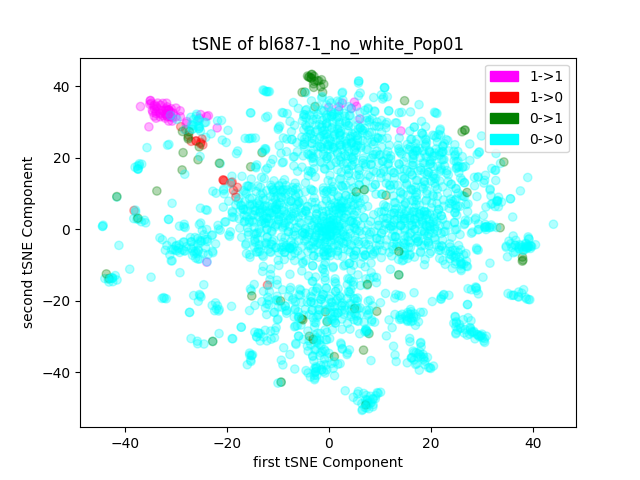 tSNE of bl687-1_no_white_Pop01
1->1
1->0
0->1
0->0
second tSNE Component
40
20
0
−20
−40
−40 −20 0 20 40
first tSNE Component